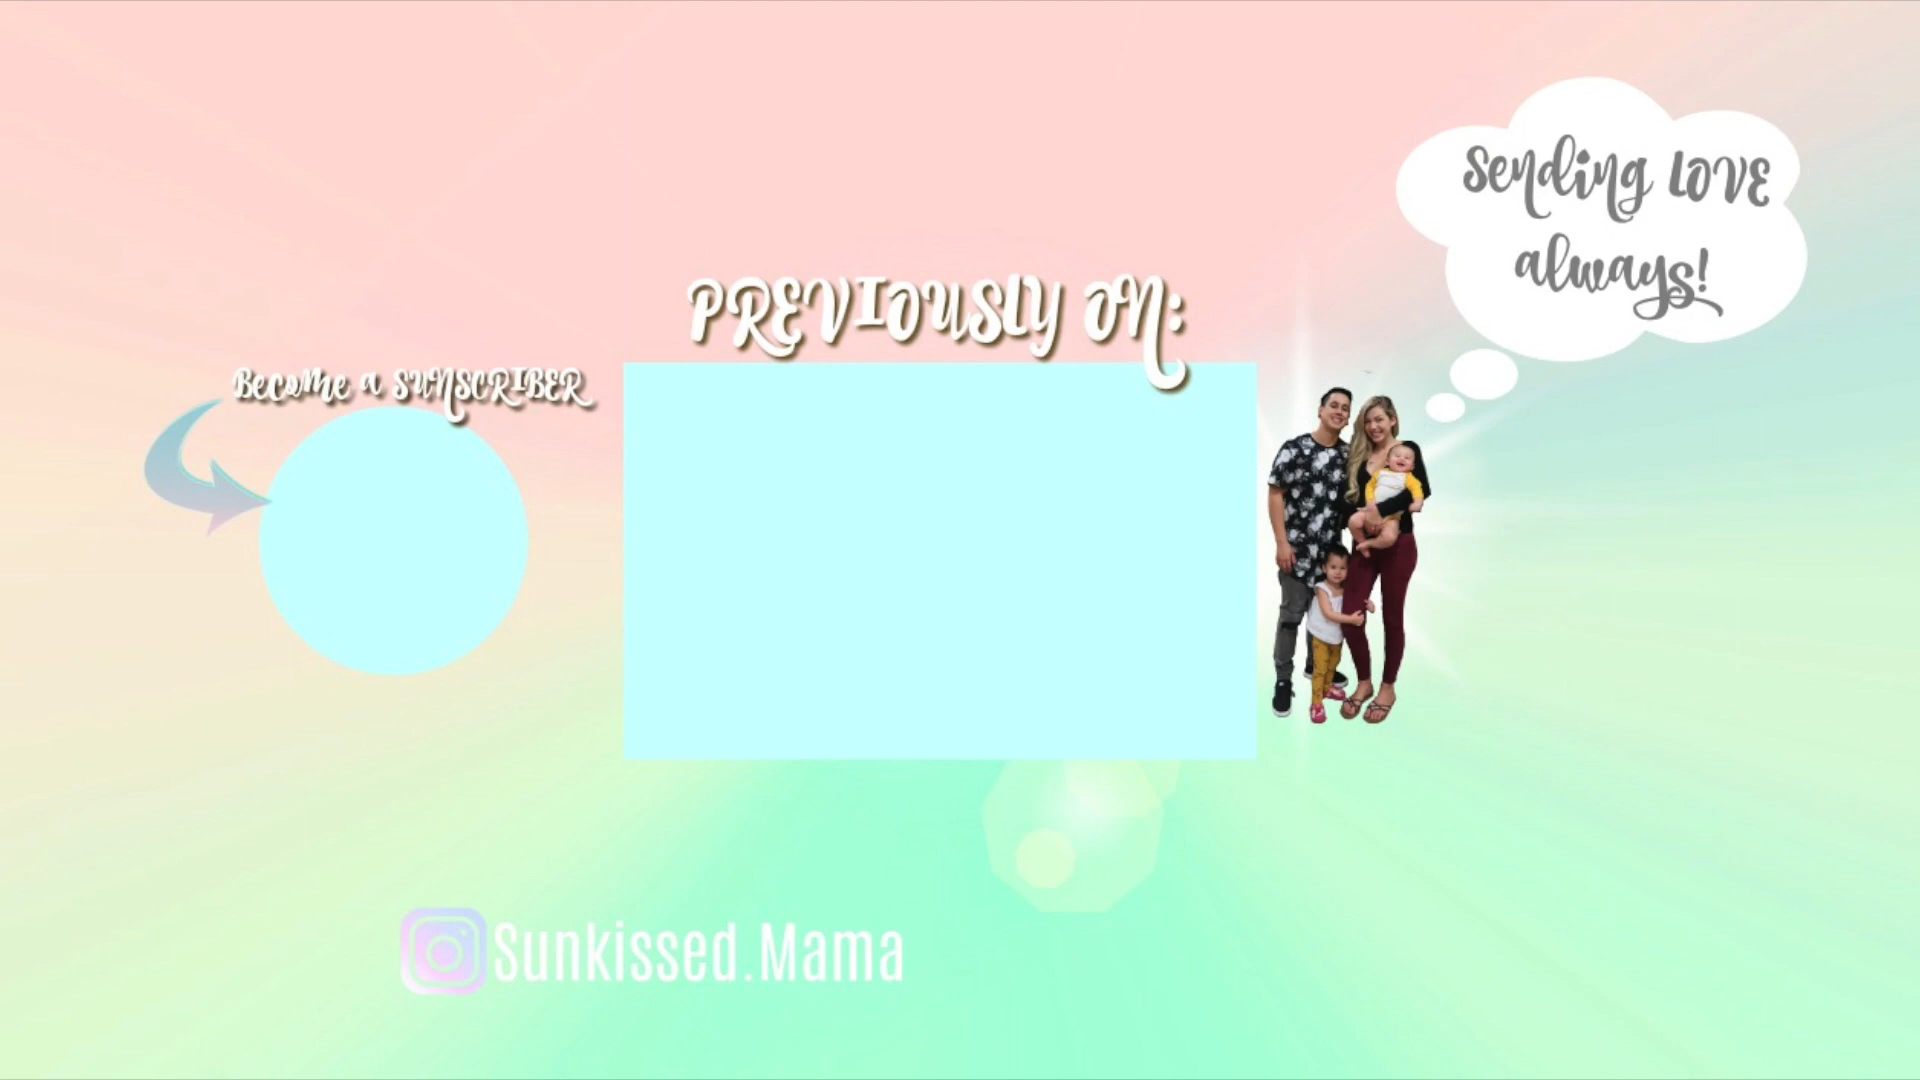 Sending LOVE
always!
PREVIOUSLY ON:
Become a SUNSCRIBER
Sunkissed.Mama